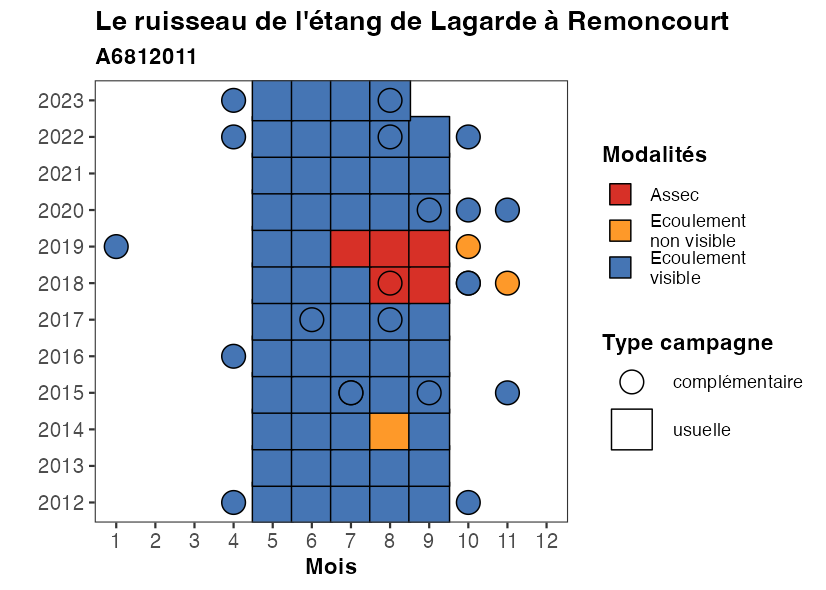 Le ruisseau de l'étang de Lagarde à Remoncourt
A6812011
2023
2022
2021
2020
2019
2018
2017
2016
2015
2014
2013
2012
1 2 3 4 5 6 7 8 9 10 11 12
Mois
Modalités
Assec
Ecoulement
non visible
Ecoulement
visible
Type campagne
complémentaire
usuelle